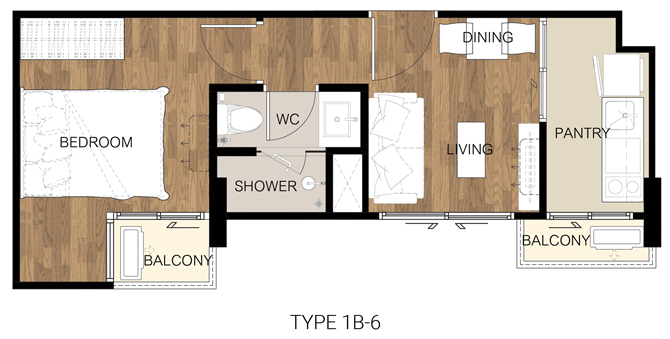 DINING
WC
PANTRY
BEDROOM
LIVING
SHOWER
BALCONY
BALCONY
TYPE 1B-6